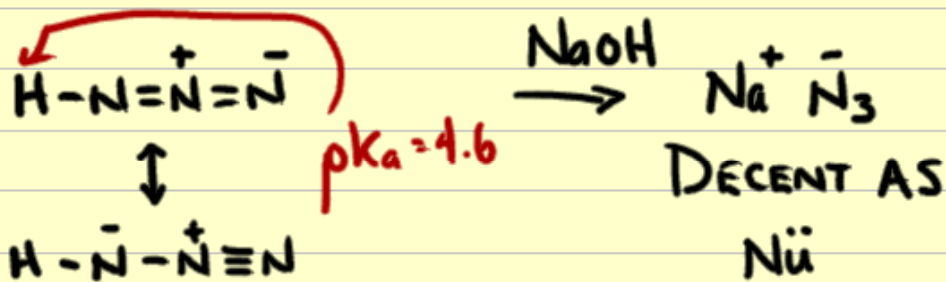 H-N=N⁺=N⁻
NaOH
→
Na⁺ N₃⁻
pKa=4.6
DECENT AS
↕
H-N⁻-N⁺≡N
Nü